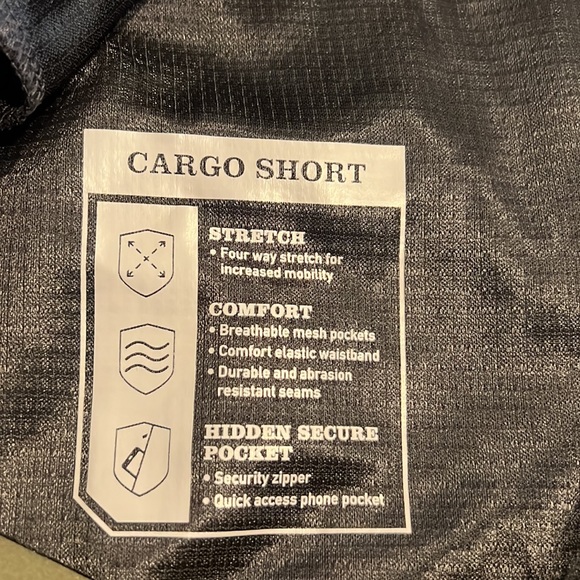 CARGO SHORT
STRETCH
• Four way stretch for
increased mobility
COMFORT
• Breathable mesh pockets
• Comfort elastic waistband
• Durable and abrasion
resistant seams
HIDDEN SECURE
POCKET
• Security zipper
• Quick access phone pocket